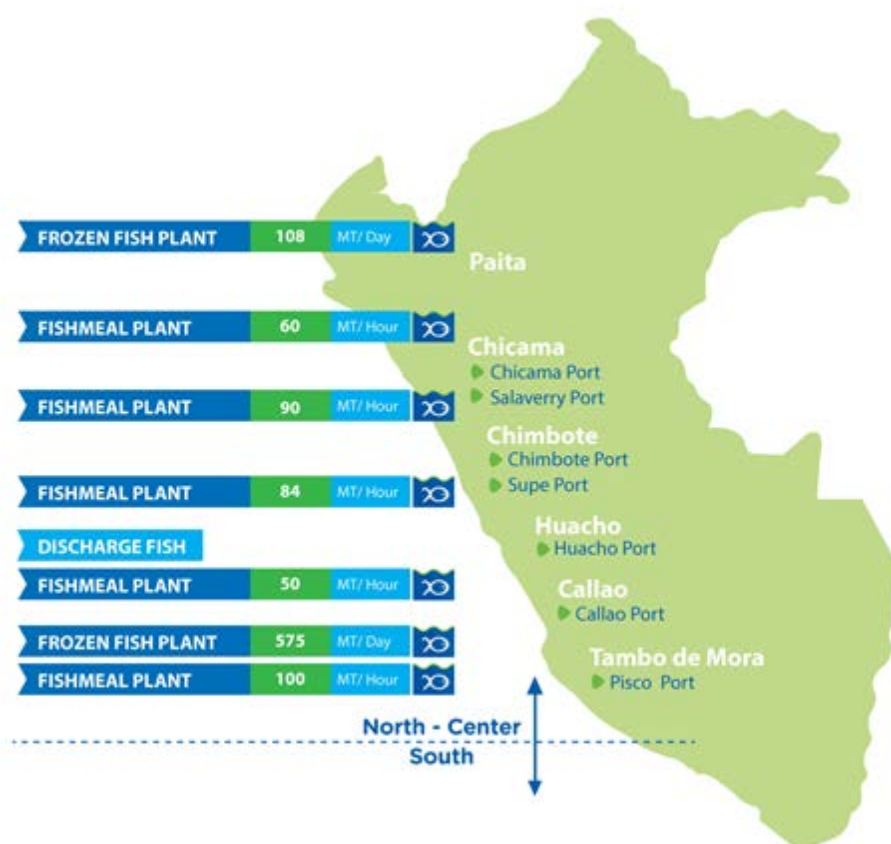 FROZEN FISH PLANT 108 MT/ Day
Paita
FISHMEAL PLANT 60 MT/ Hour
Chicama
Chicama Port
Salaverry Port
FISHMEAL PLANT 90 MT/ Hour
Chimbote
Chimbote Port
Supe Port
FISHMEAL PLANT 84 MT/ Hour
Huacho
Huacho Port
DISCHARGE FISH
FISHMEAL PLANT 50 MT/ Hour
Callao
Callao Port
FROZEN FISH PLANT 575 MT/ Day
FISHMEAL PLANT 100 MT/ Hour
Tambo de Mora
Pisco Port
North - Center
South